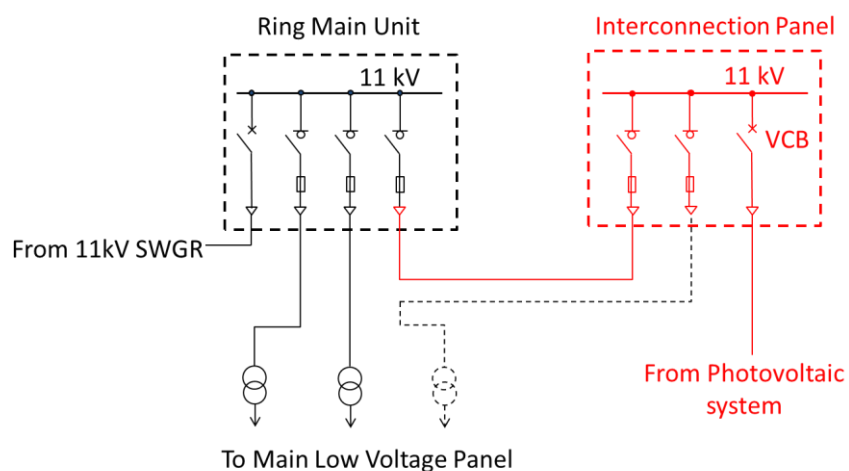 Ring Main Unit
Interconnection Panel
11 kV
11 kV
VCB
From 11kV SWGR
From Photovoltaic
system
To Main Low Voltage Panel